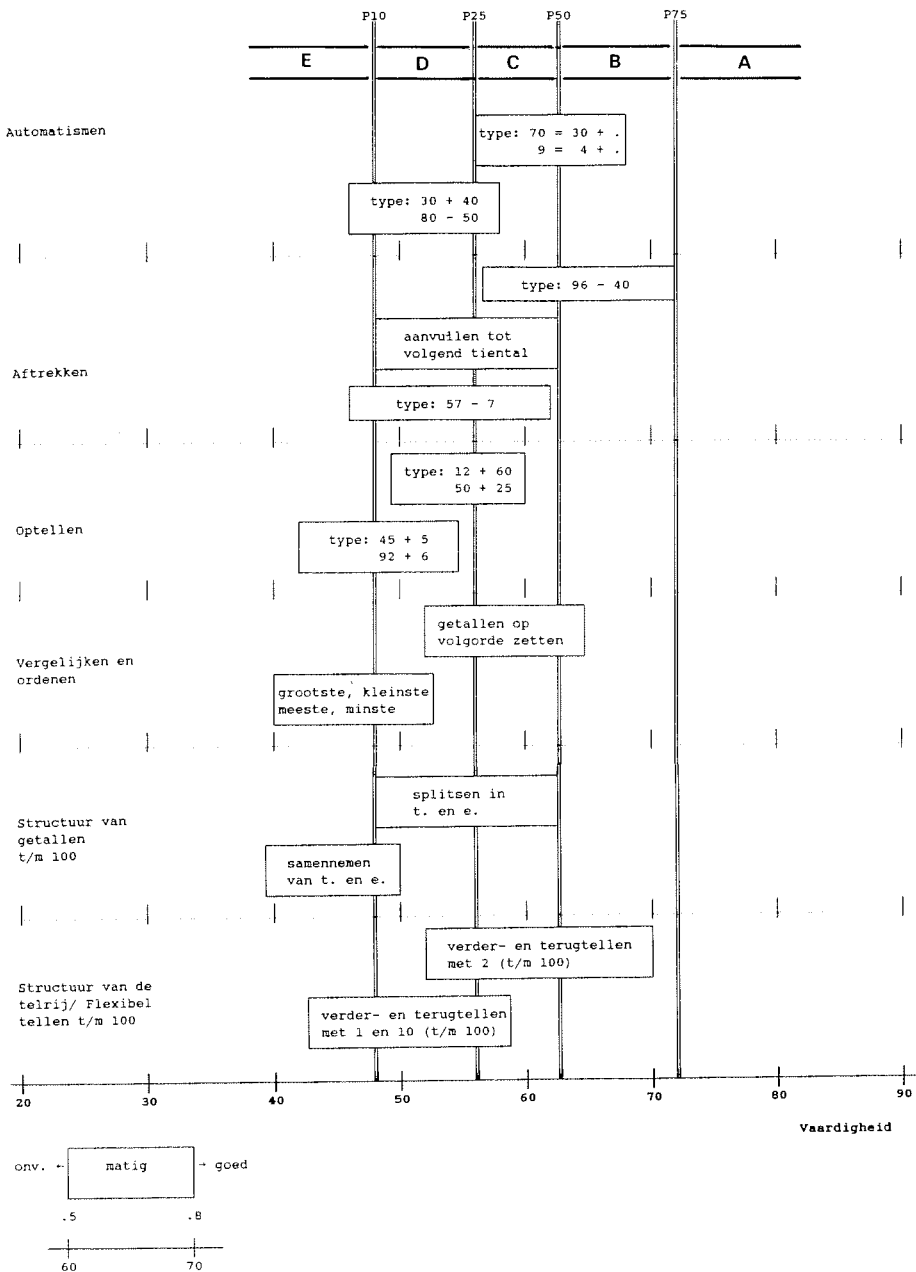 P10 P25 P50 P75
E D C B A
Automatismen
type: 70 = 30 + .
9 = 4 + .
type: 30 + 40
80 - 50
type: 96 - 40
aanvullen tot
volgend tiental
Aftrekken
type: 57 - 7
type: 12 + 60
50 + 25
Optellen
type: 45 + 5
92 + 6
getallen op
volgorde zetten
Vergelijken en
ordenen
grootste, kleinste
meeste, minste
splitsen in
t. en e.
Structuur van
getallen
t/m 100
samennemen
van t. en e.
verder- en terugtellen
met 2 (t/m 100)
Structuur van de
telrij/ Flexibel
tellen t/m 100
verder- en terugtellen
met 1 en 10 (t/m 100)
20 30 40 50 60 70 80 90
Vaardigheid
onv. ← matig → goed
.5 .8
60 70